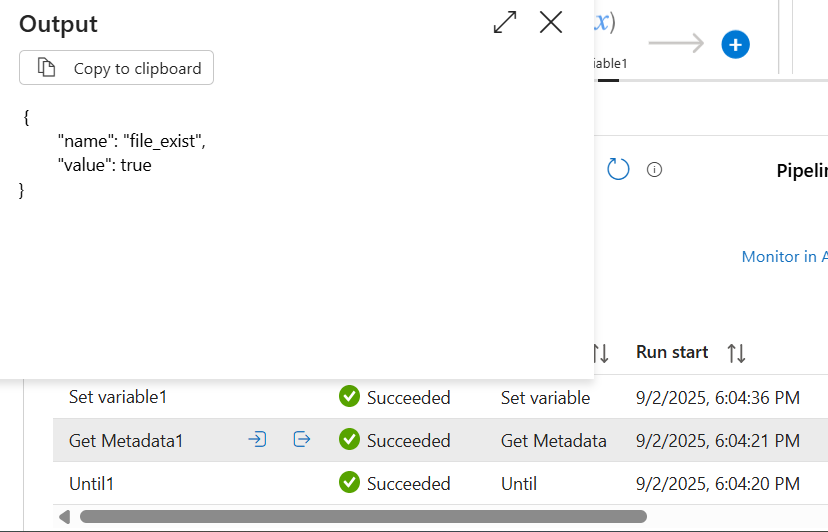 Output
Copy to clipboard
{
"name": "file_exist",
"value": true
}
x)
iable1
Pipelin
Monitor in A
Run start
Set variable1 Succeeded Set variable 9/2/2025, 6:04:36 PM
Get Metadata1 Succeeded Get Metadata 9/2/2025, 6:04:21 PM
Until1 Succeeded Until 9/2/2025, 6:04:20 PM